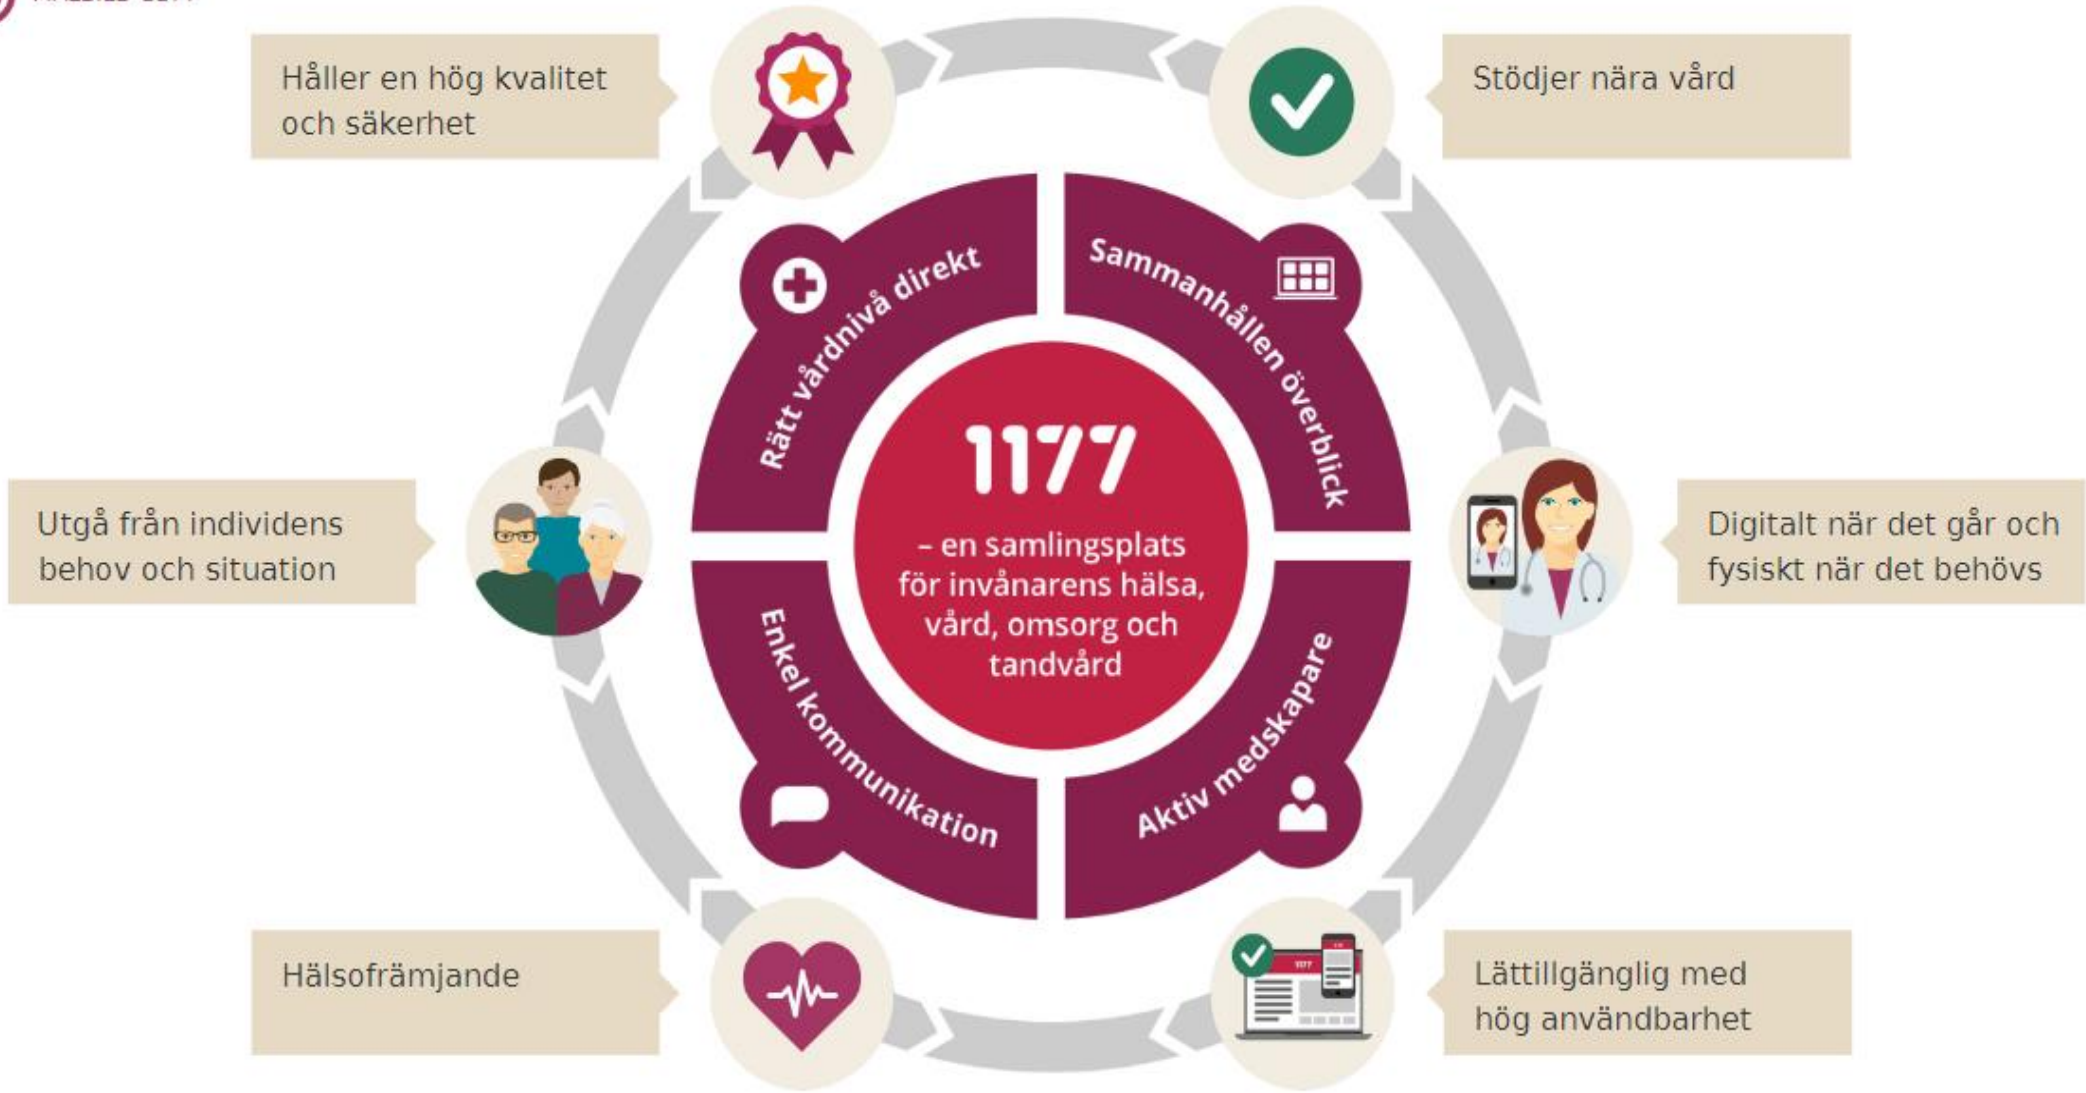 Håller en hög kvalitet
och säkerhet
Stödjer nära vård
Rätt vårdnivå direkt
Sammanhållen överblick
1177
– en samlingsplats
för invånarens hälsa,
vård, omsorg och
tandvård
Utgå från individens
behov och situation
Digitalt när det går och
fysiskt när det behövs
Enkel kommunikation
Aktiv medskapare
Hälsofrämjande
1177
Lättillgänglig med
hög användbarhet